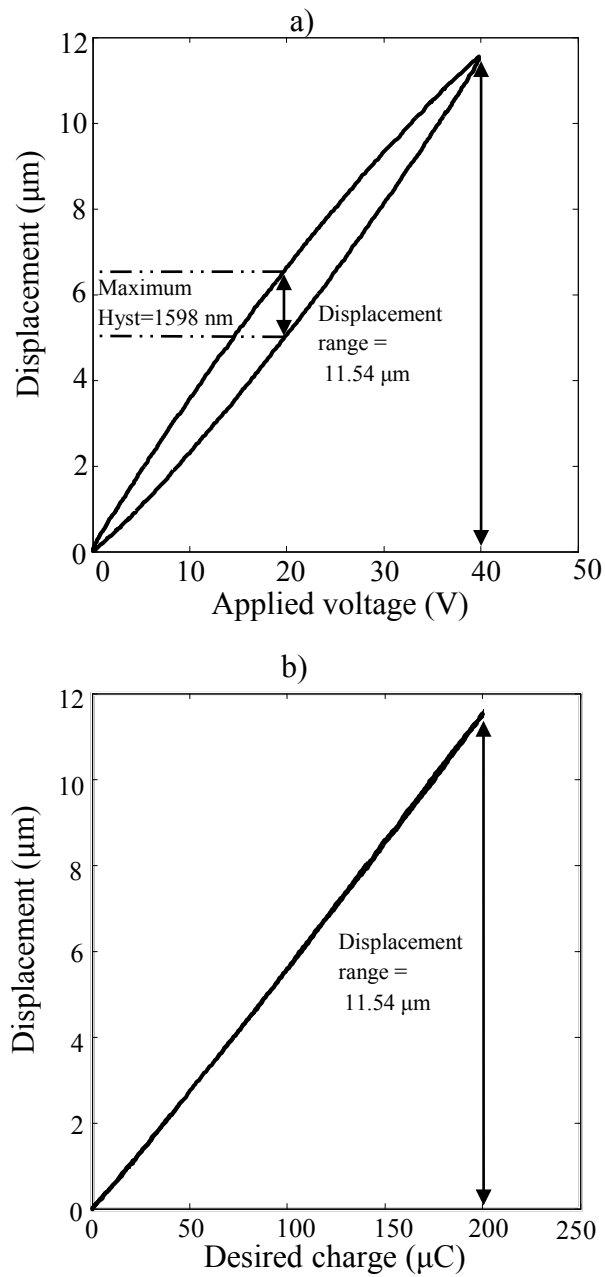 a)
12
10
8
6
4
2
0
Displacement (μm)
Maximum
Hyst=1598 nm
Displacement
range =
11.54 μm
0 10 20 30 40 50
Applied voltage (V)
b)
12
10
8
6
4
2
0
Displacement (μm)
Displacement
range =
11.54 μm
0 50 100 150 200 250
Desired charge (μC)